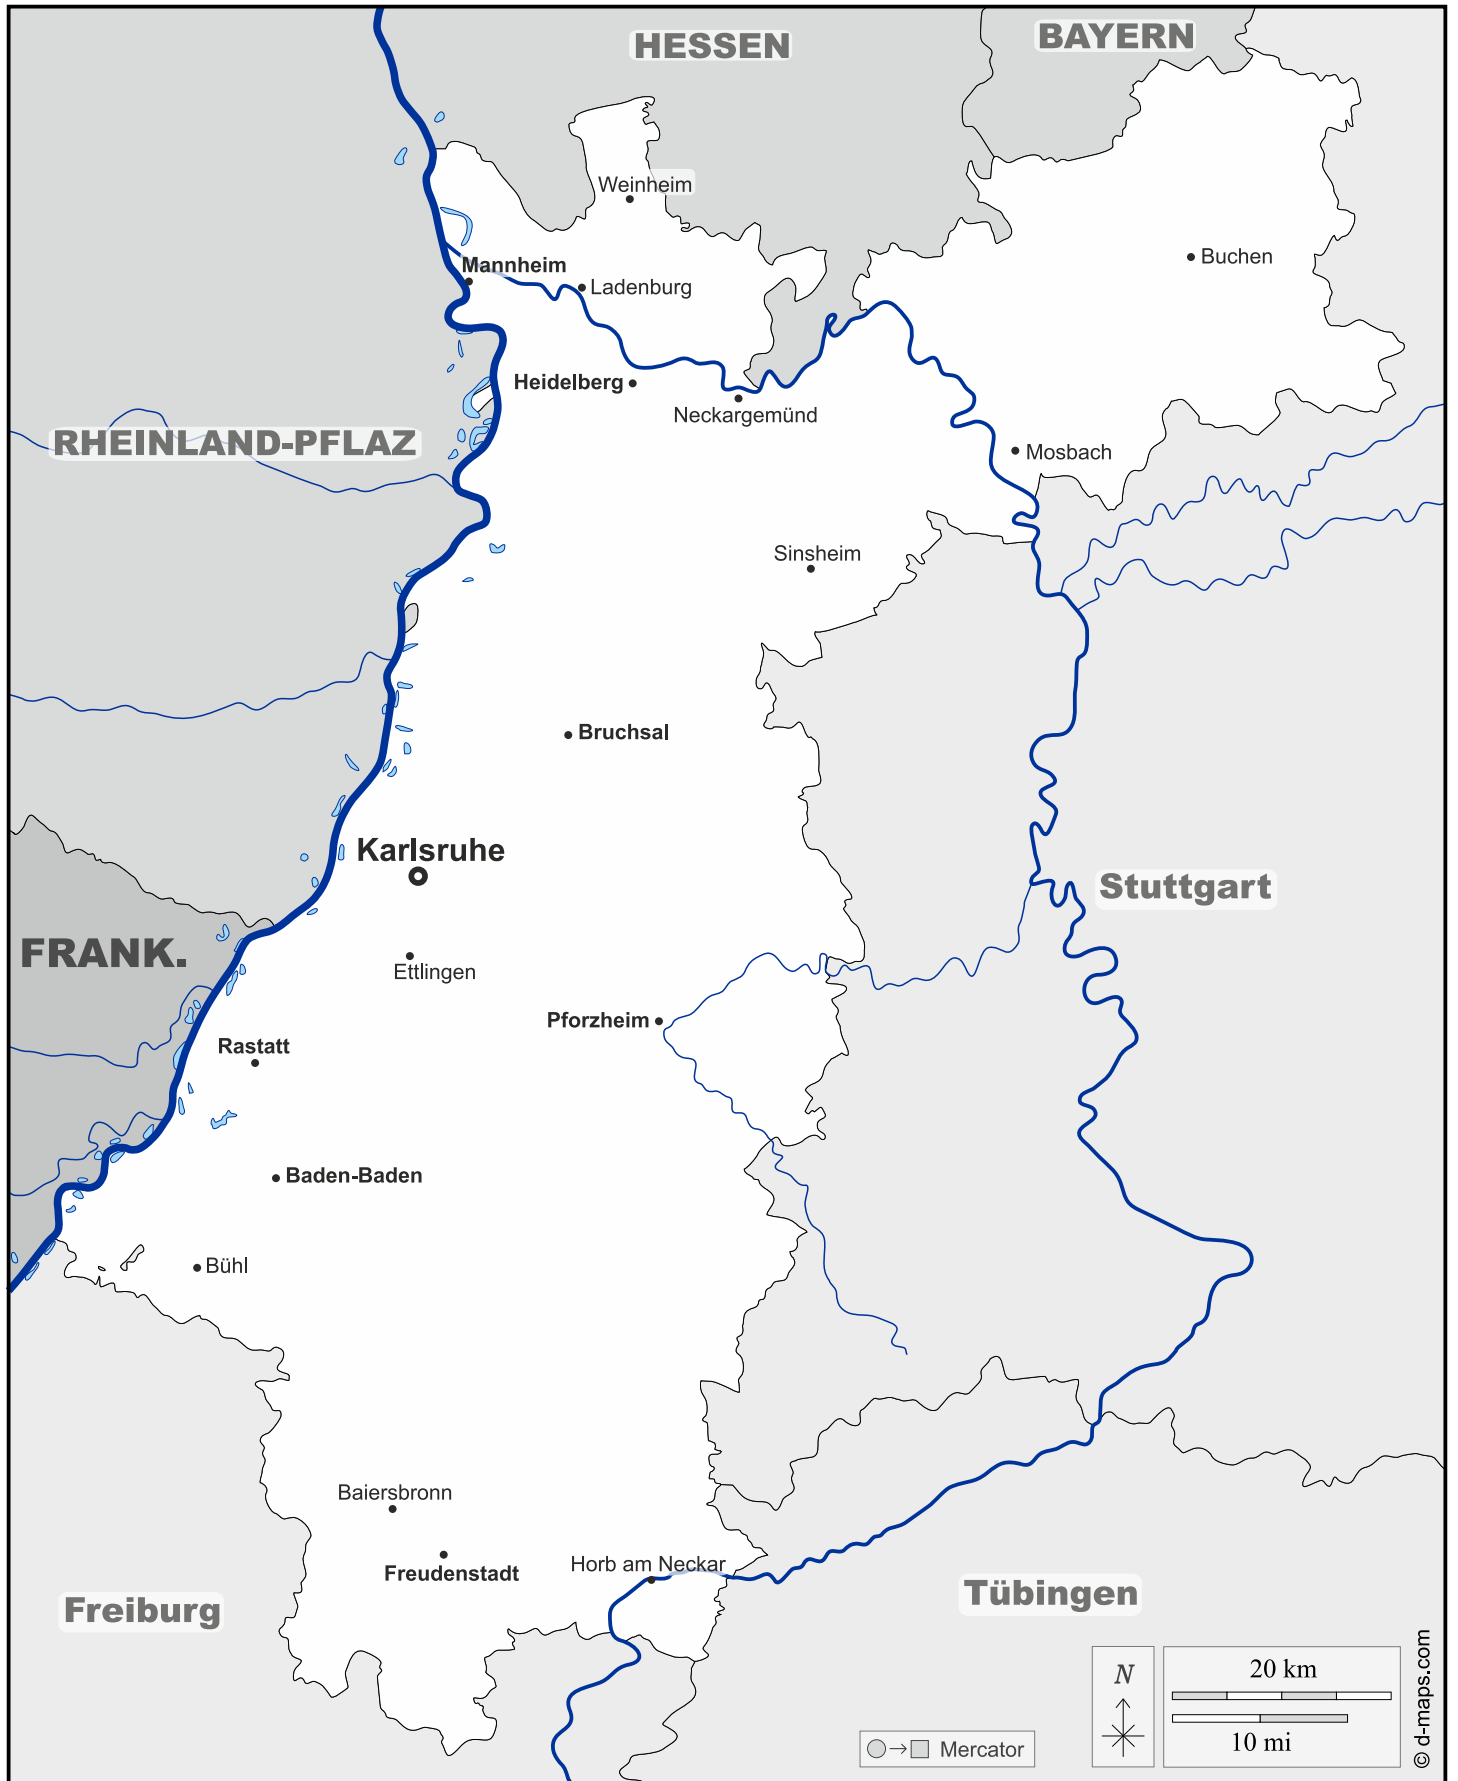 HESSEN
BAYERN
Weinheim
Buchen
Mannheim
Ladenburg
Heidelberg
Neckargemünd
RHEINLAND-PFLAZ
Mosbach
Sinsheim
Bruchsal
Karlsruhe
Stuttgart
FRANK.
Ettlingen
Pforzheim
Rastatt
Baden-Baden
Bühl
Baiersbronn
Freudenstadt
Horb am Neckar
Freiburg
Tübingen
N
20 km
10 mi
Mercator
© d-maps.com